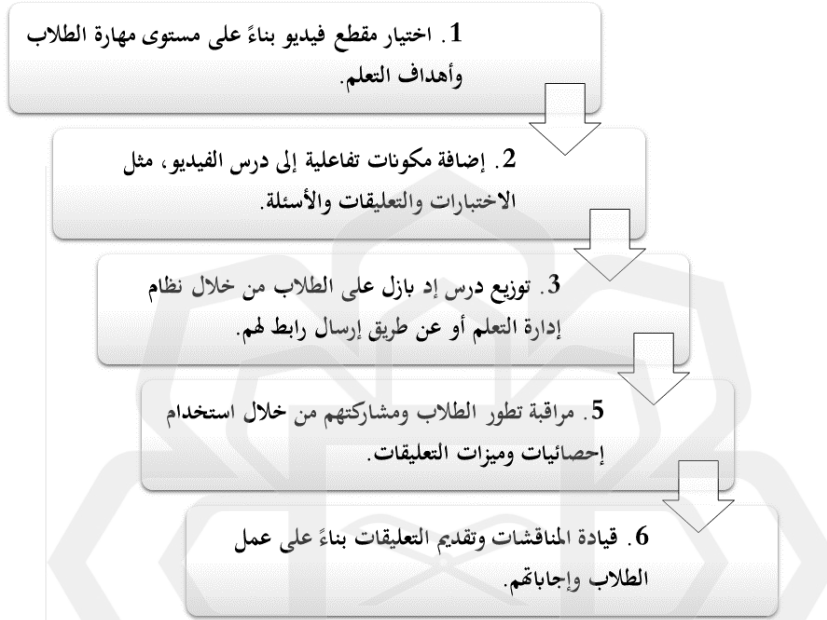 1. اختيار مقطع فيديو بناءً على مستوى مهارة الطلاب
وأهداف التعلم.
2. إضافة مكونات تفاعلية إلى درس الفيديو، مثل
الاختبارات والتعليقات والأسئلة.
3. توزيع درس إد بازل على الطلاب من خلال نظام
إدارة التعلم أو عن طريق إرسال رابط لهم.
5. مراقبة تطور الطلاب ومشاركتهم من خلال استخدام
إحصائيات وميزات التعليقات.
6. قيادة المناقشات وتقديم التعليقات بناءً على عمل
الطلاب وإجاباتهم.